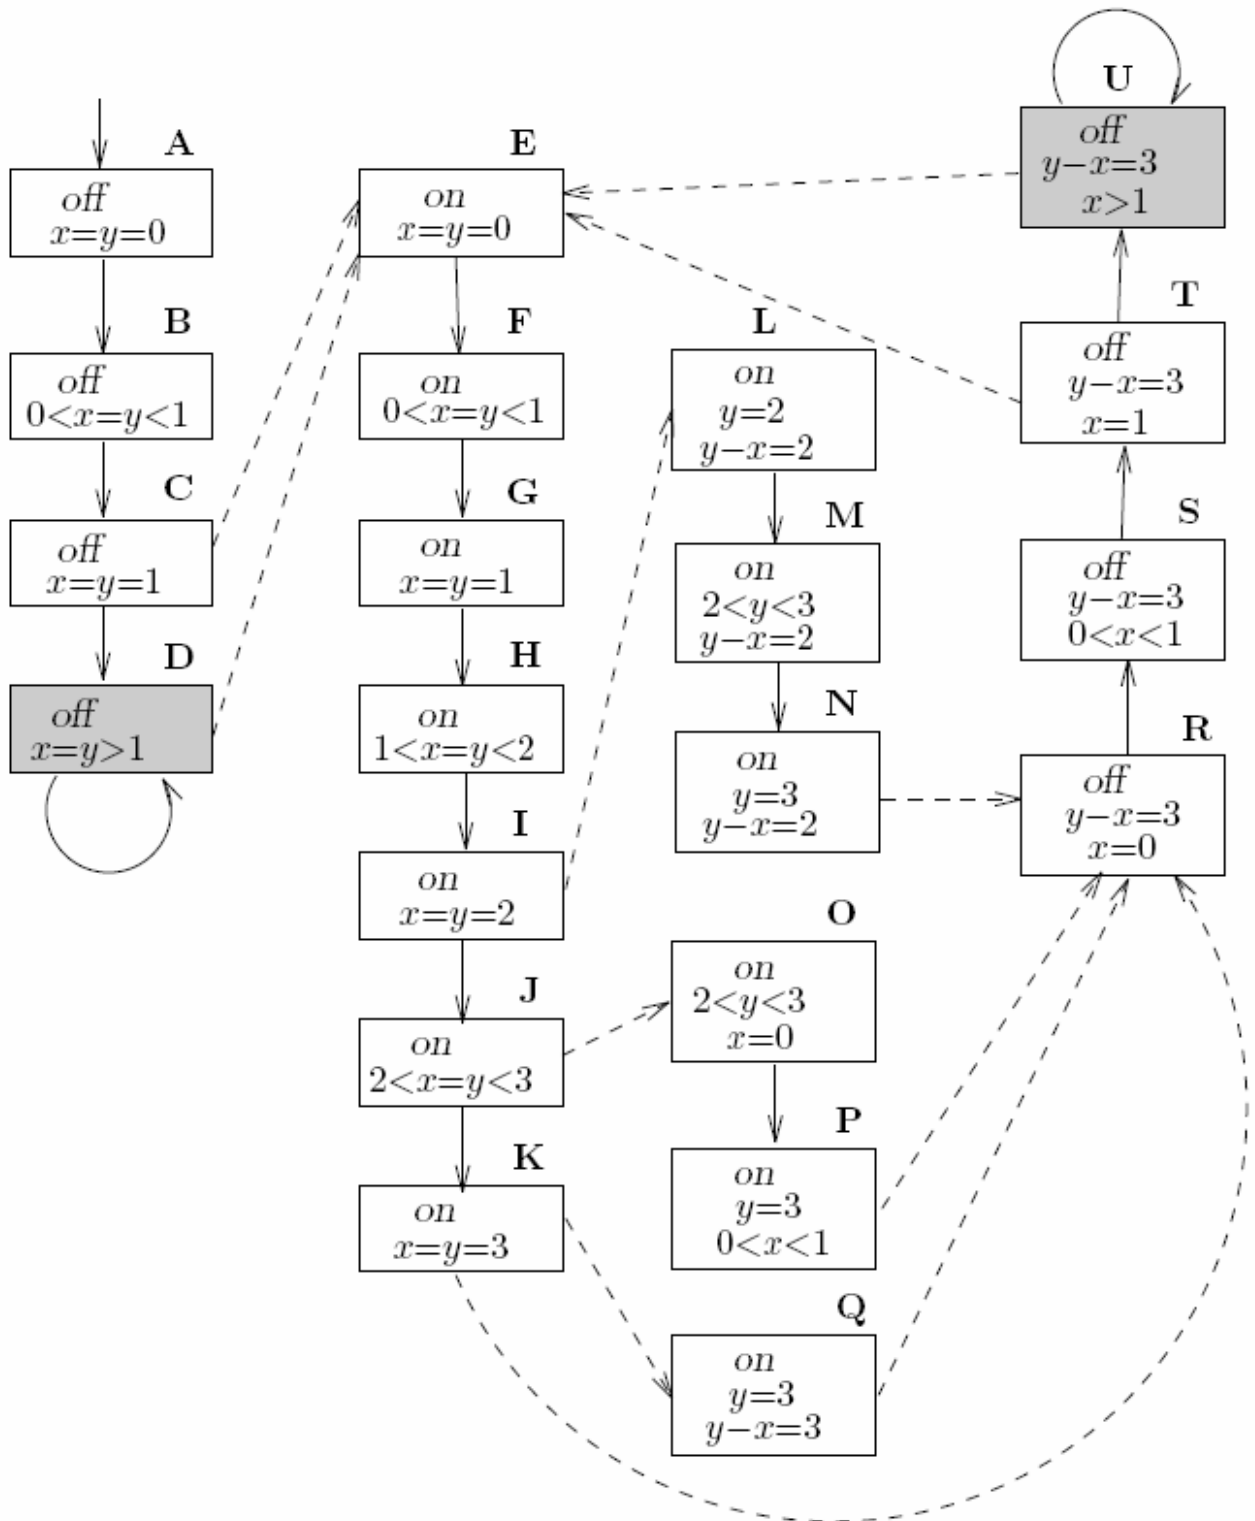 A
off
x=y=0
B
off
0<x=y<1
C
off
x=y=1
D
off
x=y>1
E
on
x=y=0
F
on
0<x=y<1
G
on
x=y=1
H
on
1<x=y<2
I
on
x=y=2
J
on
2<x=y<3
K
on
x=y=3
L
on
y=2
y−x=2
M
on
2<y<3
y−x=2
N
on
y=3
y−x=2
O
on
2<y<3
x=0
P
on
y=3
0<x<1
Q
on
y=3
y−x=3
U
off
y−x=3
x>1
T
off
y−x=3
x=1
S
off
y−x=3
0<x<1
R
off
y−x=3
x=0